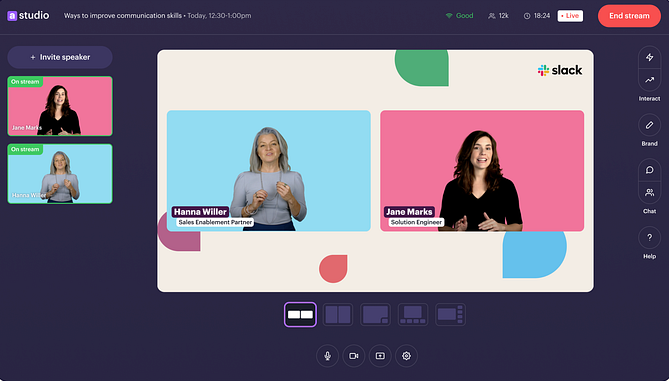 a studio
Ways to improve communication skills • Today, 12:30-1:00pm
Good
12k
18:24
• Live
End stream
+ Invite speaker
On stream
Jane Marks
On stream
Hanna Willer
slack
Hanna Willer
Sales Enablement Partner
Jane Marks
Solution Engineer
Interact
Brand
Chat
?
Help